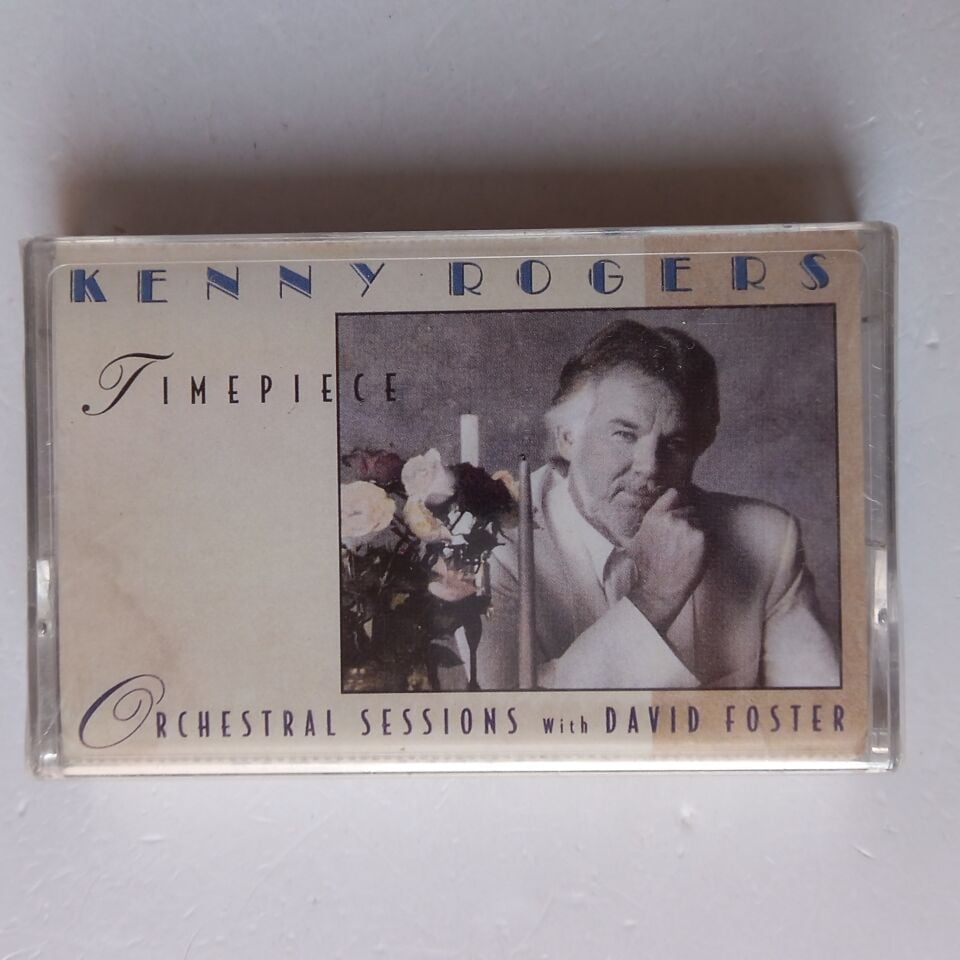 KENNY ROGERS
TIMEPIECE
ORCHESTRAL SESSIONS With DAVID FOSTER